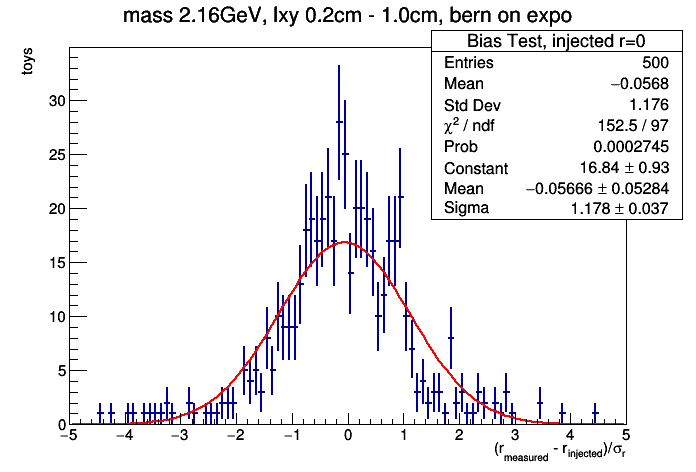 mass 2.16GeV, lxy 0.2cm - 1.0cm, bern on expo
Bias Test, injected r=0
Entries 500
Mean −0.0568
Std Dev 1.176
χ² / ndf 152.5 / 97
Prob 0.0002745
Constant 16.84 ± 0.93
Mean −0.05666 ± 0.05284
Sigma 1.178 ± 0.037
toys
30
25
20
15
10
5
0
−5 −4 −3 −2 −1 0 1 2 3 4 5
(r_measured - r_injected)/σ_r